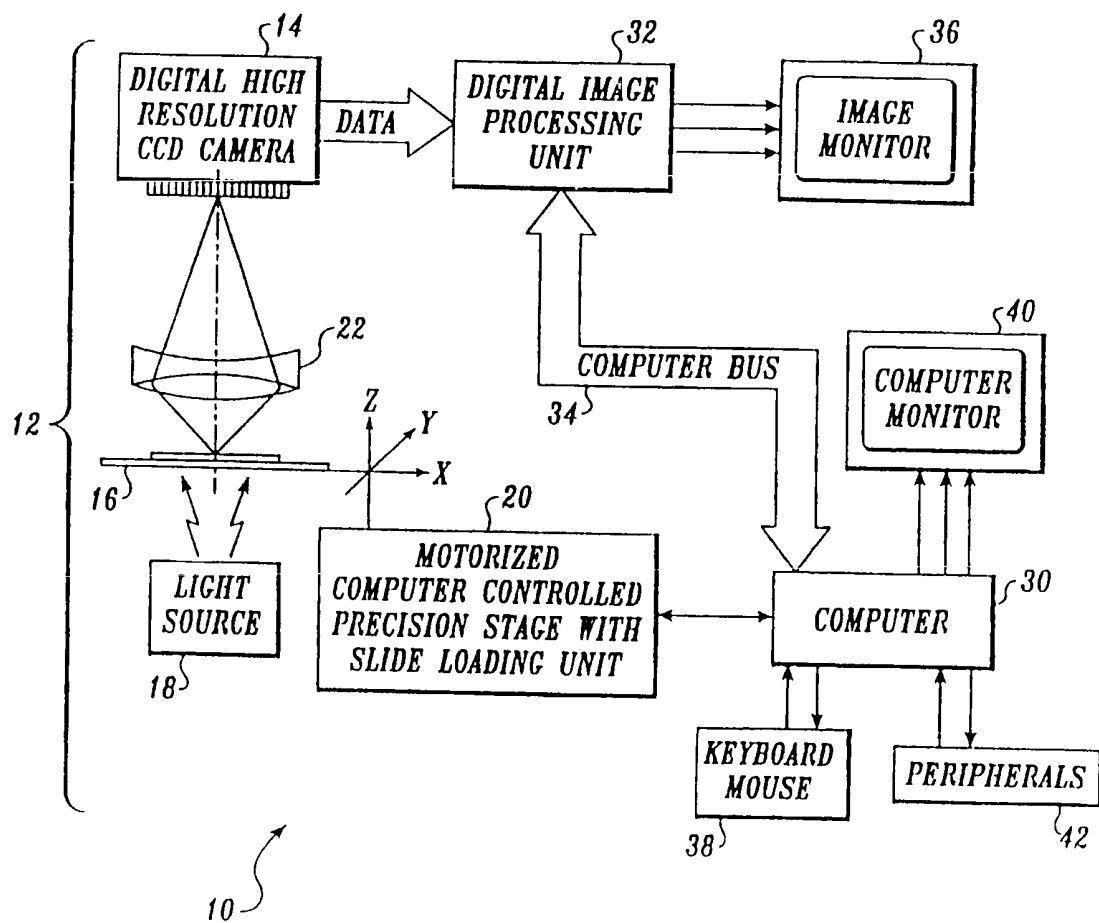 14
DIGITAL HIGH
RESOLUTION
CCD CAMERA
DATA
32
DIGITAL IMAGE
PROCESSING
UNIT
36
IMAGE
MONITOR
22
12
COMPUTER BUS
34
40
COMPUTER
MONITOR
Z
Y
X
16
20
MOTORIZED
COMPUTER CONTROLLED
PRECISION STAGE WITH
SLIDE LOADING UNIT
LIGHT
SOURCE
18
30
COMPUTER
KEYBOARD
MOUSE
38
PERIPHERALS
42
10